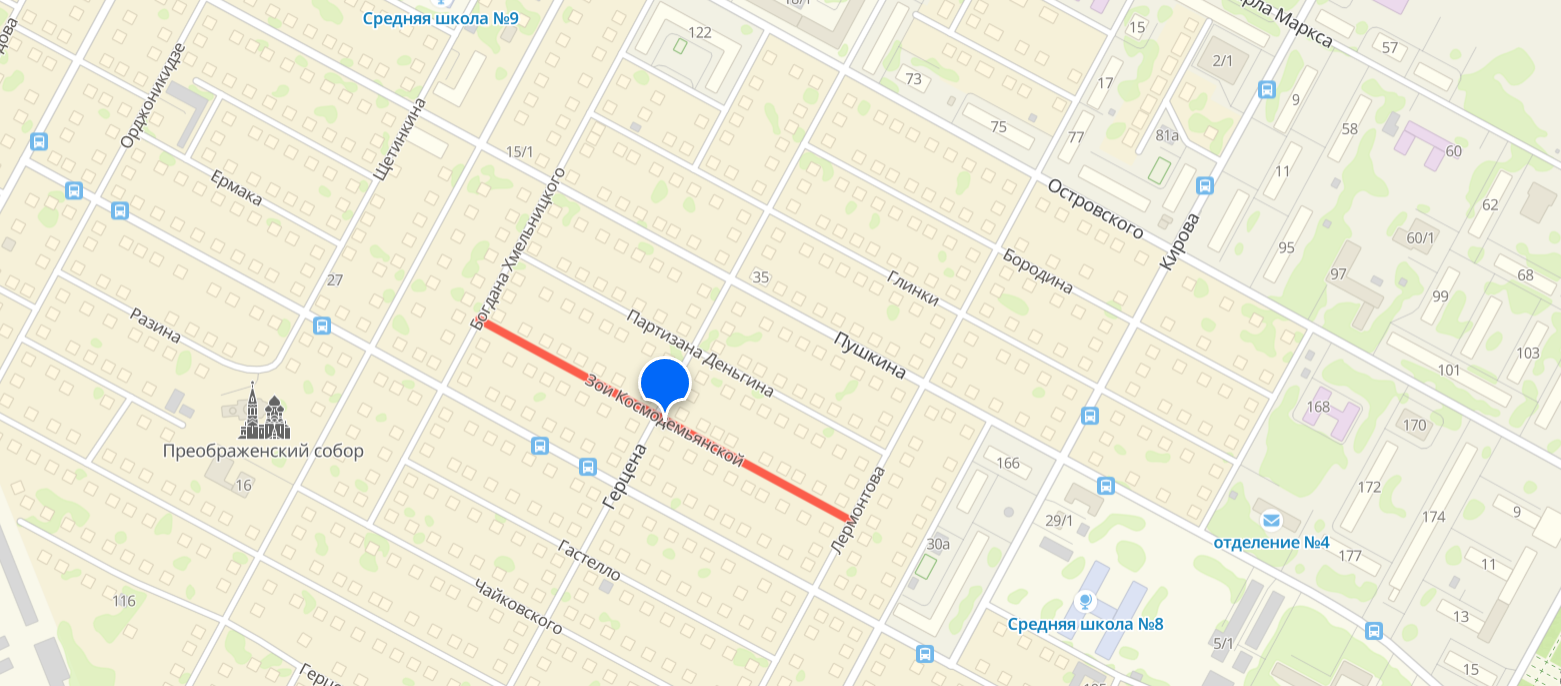 Средняя школа №9
122
15
Карла Маркса
57
2/1
73
17
9
Орджоникидзе
Щетинкина
75
77
81а
58
60
15/1
11
Ермака
Богдана Хмельницкого
Островского
62
Кирова
60/1
95
27
35
Глинки
Бородина
97
68
99
Разина
Партизана Деньгина
Пушкина
103
101
Зои Космодемьянской
168
170
Преображенский собор
16
Герцена
Лермонтова
166
172
29/1
174
9
отделение №4
30а
177
Гастелло
11
116
Чайковского
Средняя школа №8
13
5/1
15